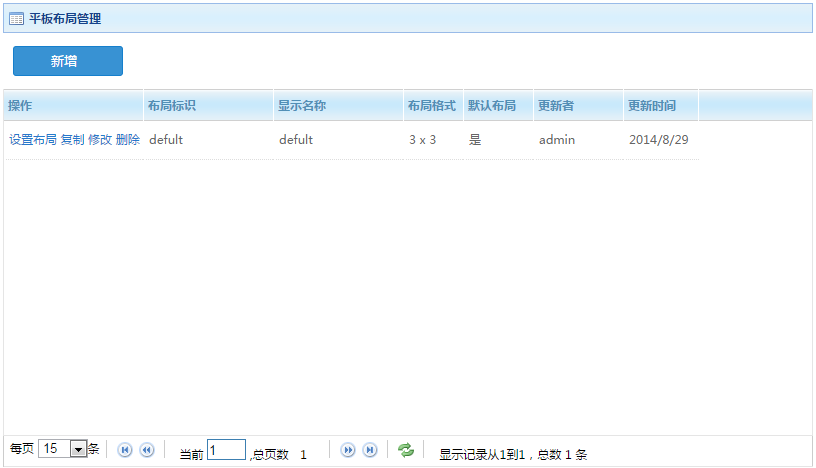 平板布局管理
新增
操作 布局标识 显示名称 布局格式 默认布局 更新者 更新时间
设置布局 复制 修改 删除 defult defult 3 x 3 是 admin 2014/8/29
每页 15 条 当前 1 ,总页数 1 显示记录从1到1，总数 1 条